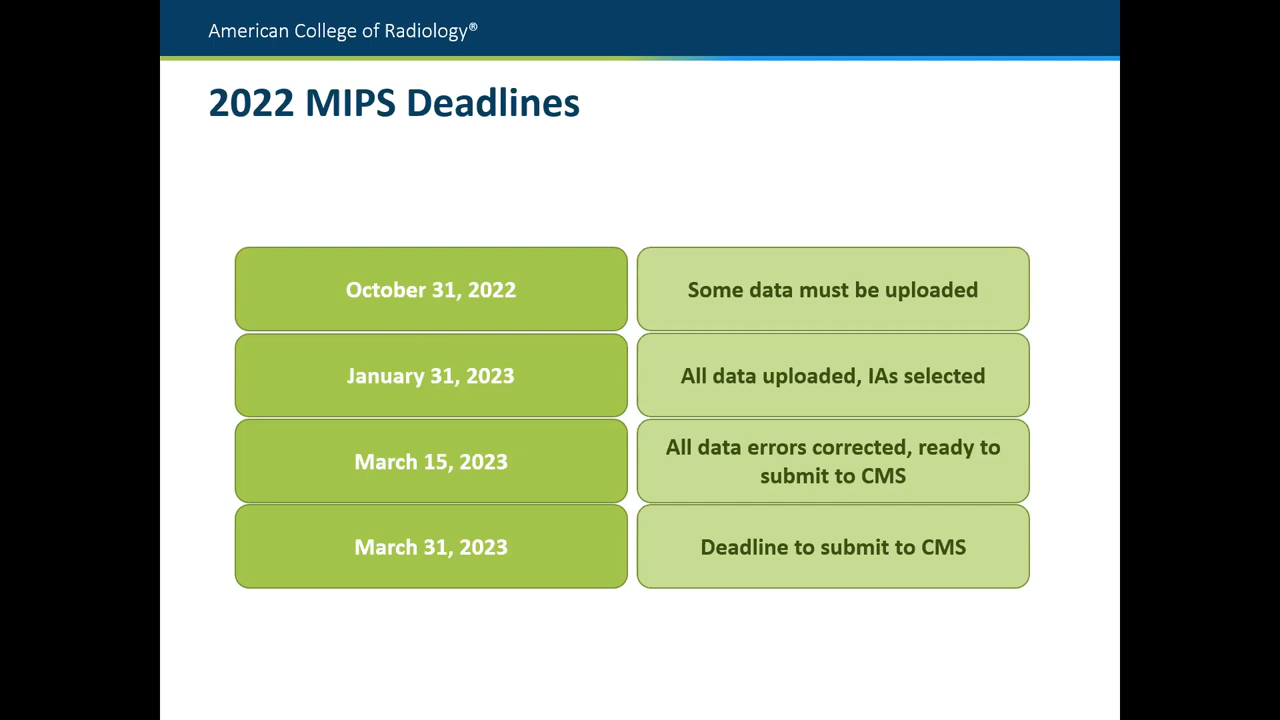 American College of Radiology®
2022 MIPS Deadlines
October 31, 2022
Some data must be uploaded
January 31, 2023
All data uploaded, IAs selected
March 15, 2023
All data errors corrected, ready to
submit to CMS
March 31, 2023
Deadline to submit to CMS